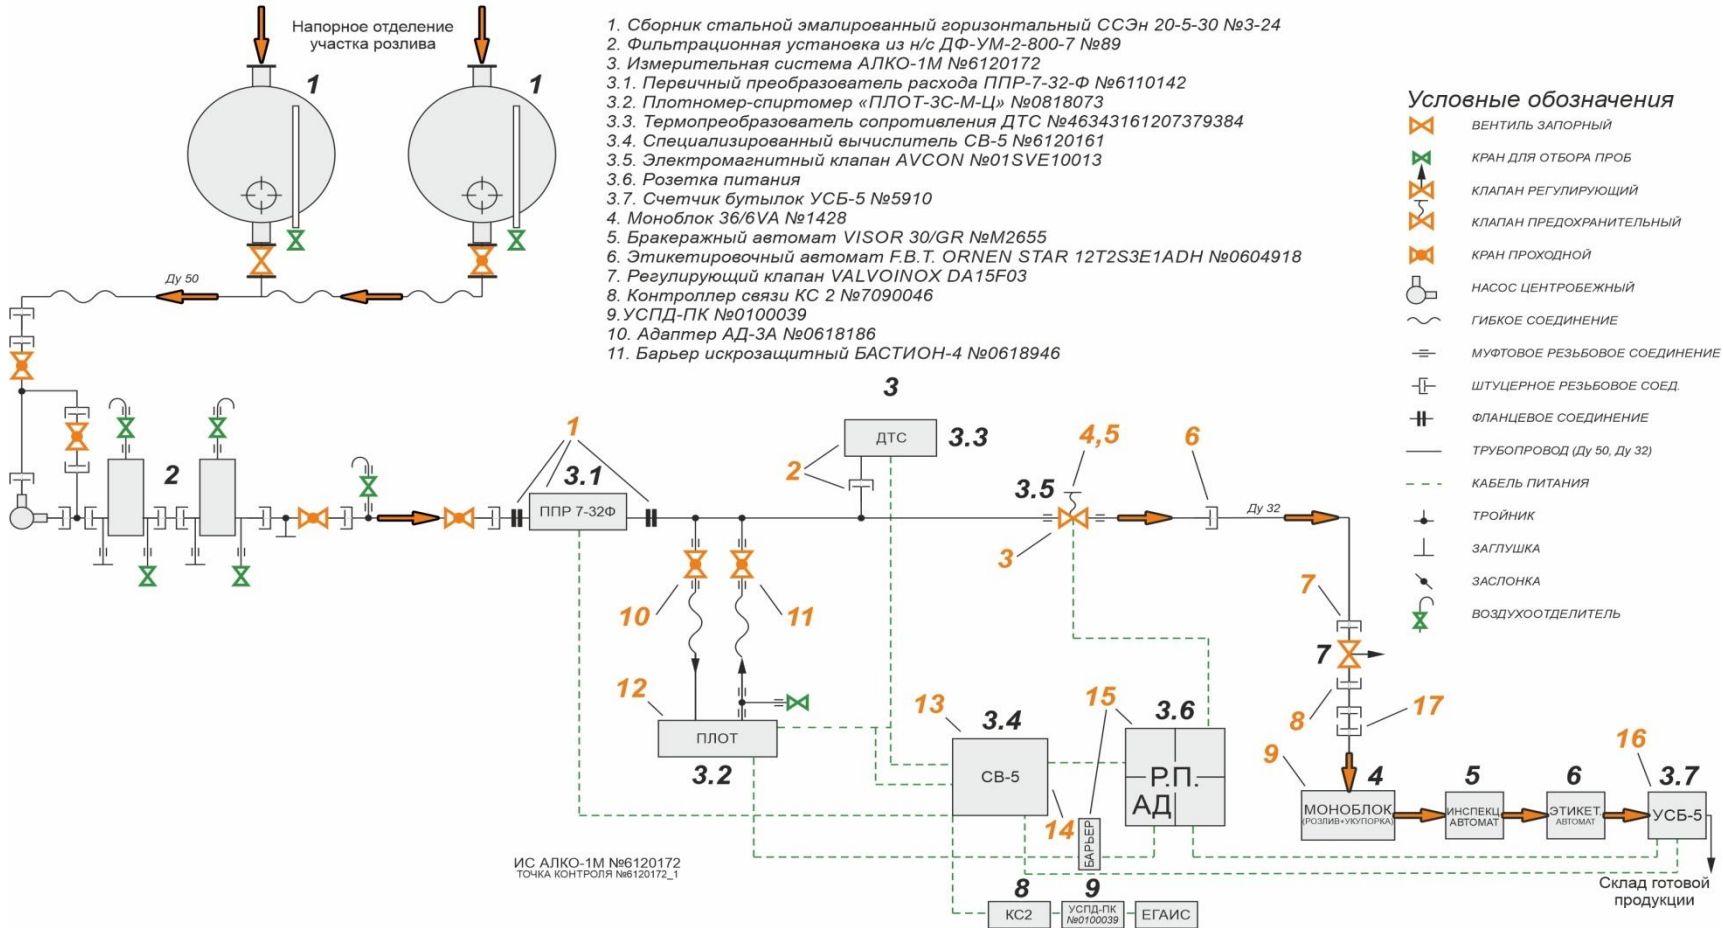 Напорное отделение
участка розлива
1
1
1. Сборник стальной эмалированный горизонтальный ССЭн 20-5-30 №3-24
2. Фильтрационная установка из н/с ДФ-УМ-2-800-7 №89
3. Измерительная система АЛКО-1М №6120172
3.1. Первичный преобразователь расхода ППР-7-32-Ф №6110142
3.2. Плотномер-спиртомер «ПЛОТ-3С-М-Ц» №0818073
3.3. Термопреобразователь сопротивления ДТС №46343161207379384
3.4. Специализированный вычислитель СВ-5 №6120161
3.5. Электромагнитный клапан AVCON №01SVE10013
3.6. Розетка питания
3.7. Счетчик бутылок УСБ-5 №5910
4. Моноблок 36/6VA №1428
5. Бракеражный автомат VISOR 30/GR №M2655
6. Этикетировочный автомат F.B.T. ORNEN STAR 12T2S3E1ADH №0604918
7. Регулирующий клапан VALVOINOX DA15F03
8. Контроллер связи КС 2 №7090046
9.УСПД-ПК №0100039
10. Адаптер АД-3А №0618186
11. Барьер искрозащитный БАСТИОН-4 №0618946
Условные обозначения
ВЕНТИЛЬ ЗАПОРНЫЙ
КРАН ДЛЯ ОТБОРА ПРОБ
КЛАПАН РЕГУЛИРУЮЩИЙ
КЛАПАН ПРЕДОХРАНИТЕЛЬНЫЙ
КРАН ПРОХОДНОЙ
НАСОС ЦЕНТРОБЕЖНЫЙ
ГИБКОЕ СОЕДИНЕНИЕ
МУФТОВОЕ РЕЗЬБОВОЕ СОЕДИНЕНИЕ
ШТУЦЕРНОЕ РЕЗЬБОВОЕ СОЕД.
ФЛАНЦЕВОЕ СОЕДИНЕНИЕ
ТРУБОПРОВОД (Ду 50, Ду 32)
КАБЕЛЬ ПИТАНИЯ
ТРОЙНИК
ЗАГЛУШКА
ЗАСЛОНКА
ВОЗДУХООТДЕЛИТЕЛЬ
Ду 50
2
1
3.1
ППР 7-32Ф
3
ДТС
3.3
2
4,5
3.5
3
6
Ду 32
10
11
7
7
8
17
12
ПЛОТ
3.2
13
3.4
СВ-5
14
15
3.6
Р.П.
АД
БАРЬЕР
9
4
МОНОБЛОК
(РОЗЛИВ+УКУПОРКА)
5
ИНСПЕКЦ.
АВТОМАТ
6
ЭТИКЕТ.
АВТОМАТ
16
3.7
УСБ-5
Склад готовой
продукции
ИС АЛКО-1М №6120172
ТОЧКА КОНТРОЛЯ №6120172_1
8
КС2
9
УСПД-ПК
№0100039
ЕГАИС